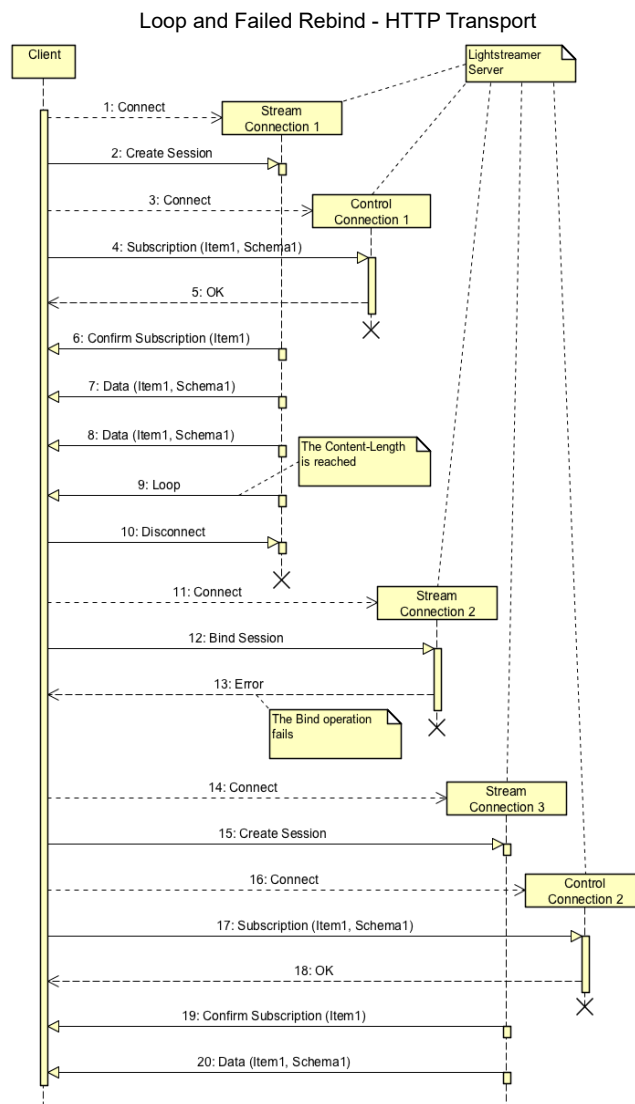 Loop and Failed Rebind - HTTP Transport
Client
Lightstreamer
Server
1: Connect
Stream
Connection 1
2: Create Session
3: Connect
Control
Connection 1
4: Subscription (Item1, Schema1)
5: OK
6: Confirm Subscription (Item1)
7: Data (Item1, Schema1)
8: Data (Item1, Schema1)
The Content-Length
is reached
9: Loop
10: Disconnect
11: Connect
Stream
Connection 2
12: Bind Session
13: Error
The Bind operation
fails
14: Connect
Stream
Connection 3
15: Create Session
16: Connect
Control
Connection 2
17: Subscription (Item1, Schema1)
18: OK
19: Confirm Subscription (Item1)
20: Data (Item1, Schema1)